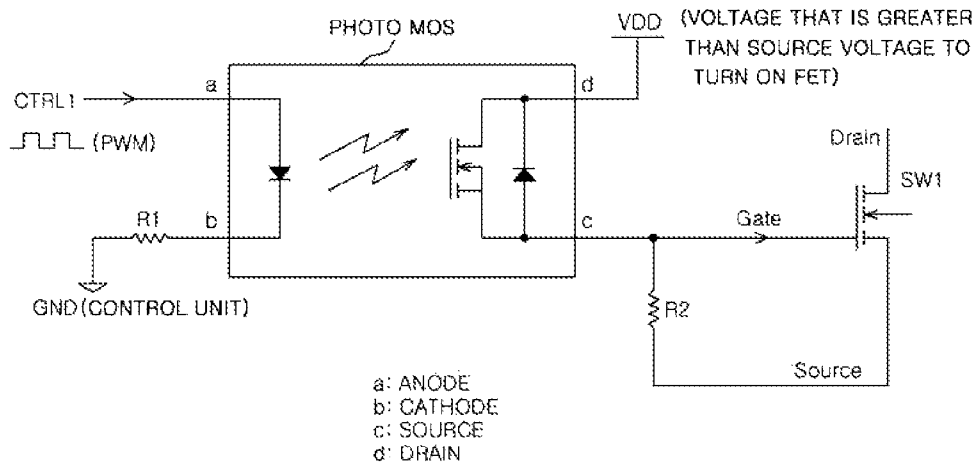 PHOTO MOS
VDD (VOLTAGE THAT IS GREATER
THAN SOURCE VOLTAGE TO
TURN ON FET)
a
d
CTRL1
(PWM)
Drain
SW1
R1
b
c
Gate
GND(CONTROL UNIT)
R2
Source
a: ANODE
b: CATHODE
c: SOURCE
d: DRAIN